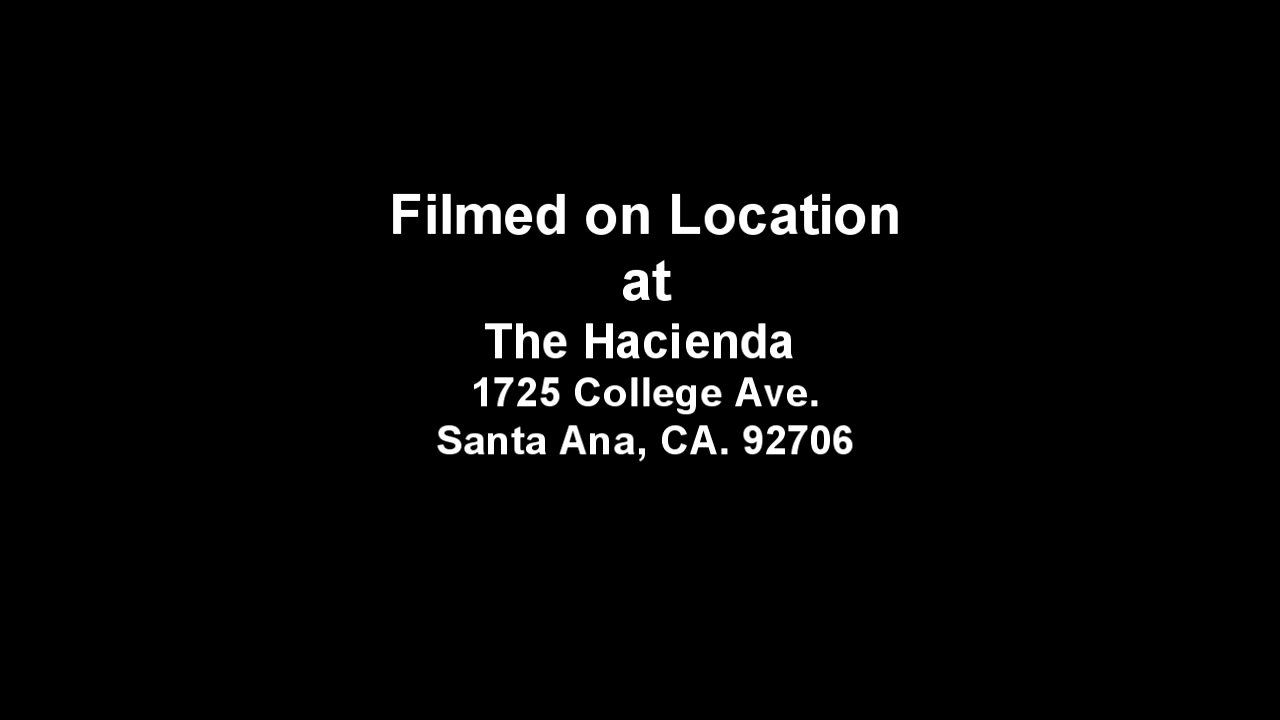 Filmed on Location
at
The Hacienda
1725 College Ave.
Santa Ana, CA. 92706